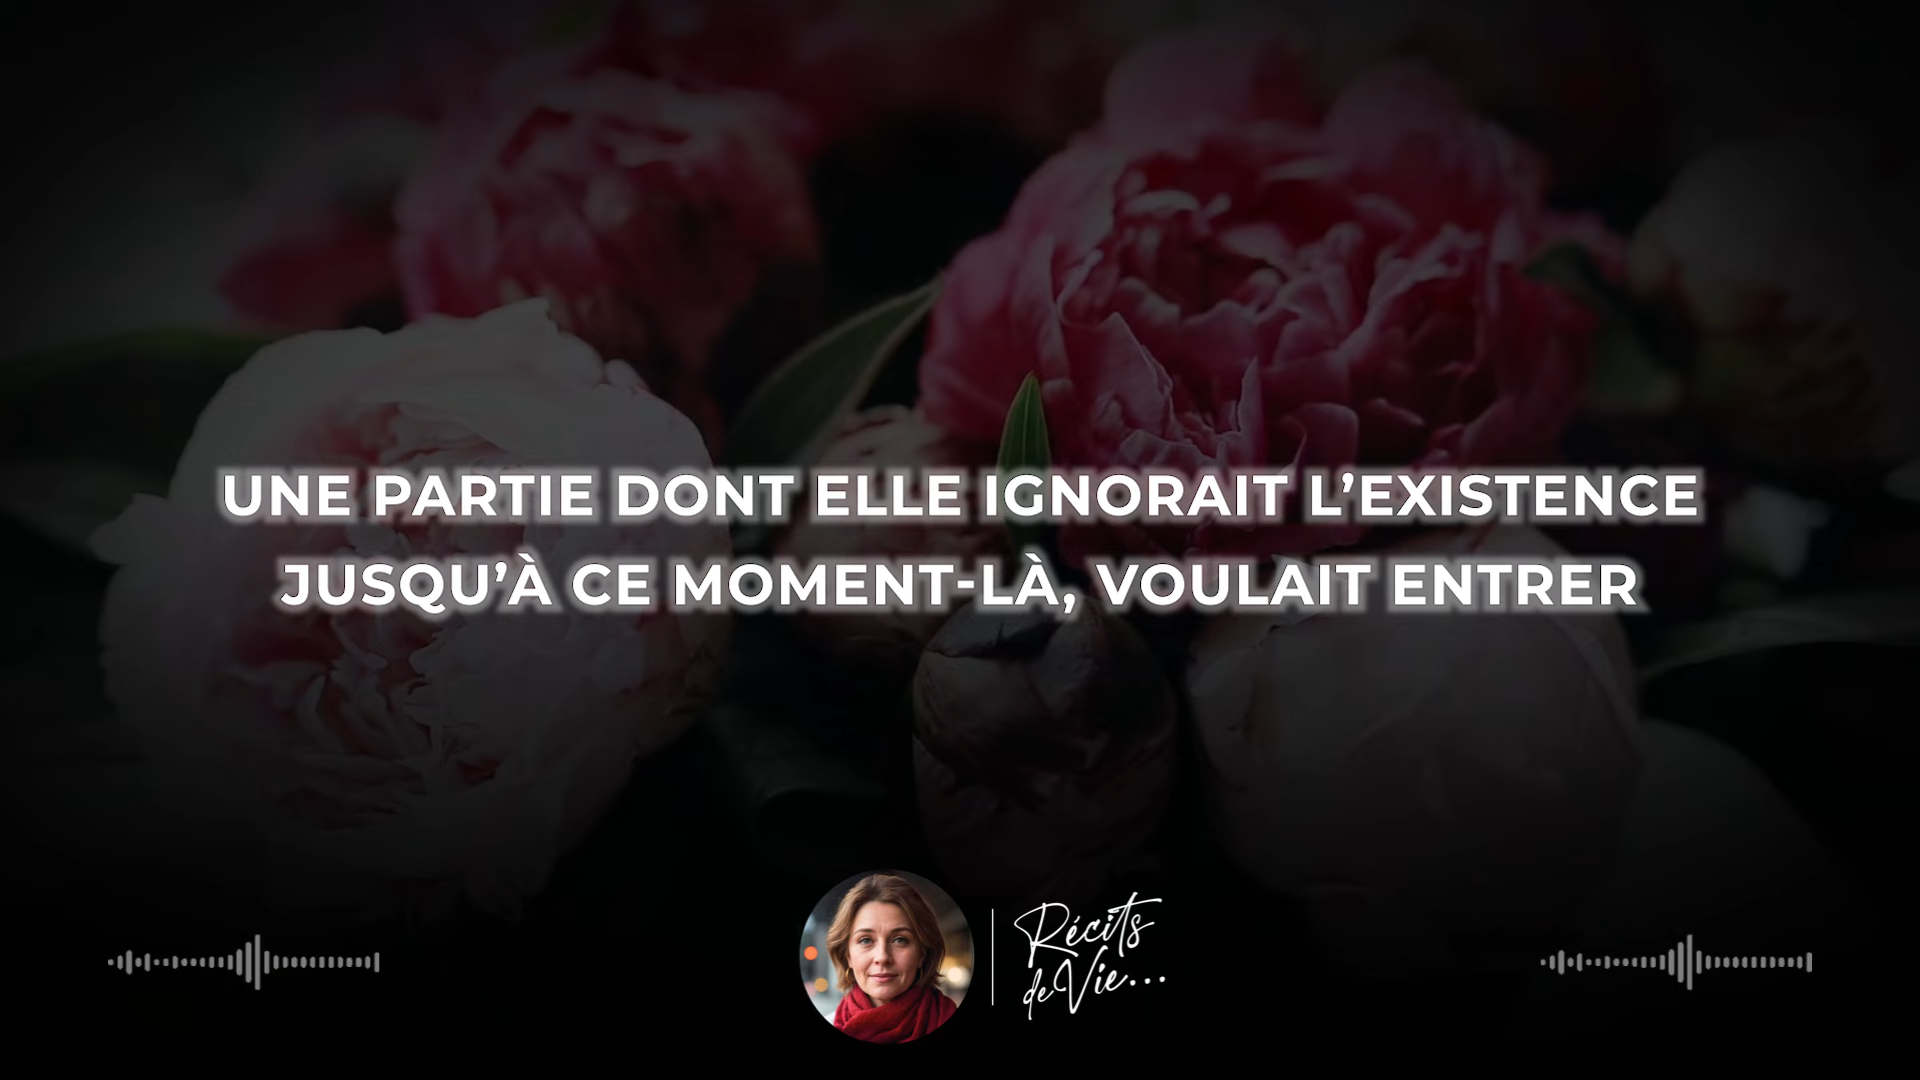 UNE PARTIE DONT ELLE IGNORAIT L’EXISTENCE
JUSQU’À CE MOMENT-LÀ, VOULAIT ENTRER
Récits
de Vie...